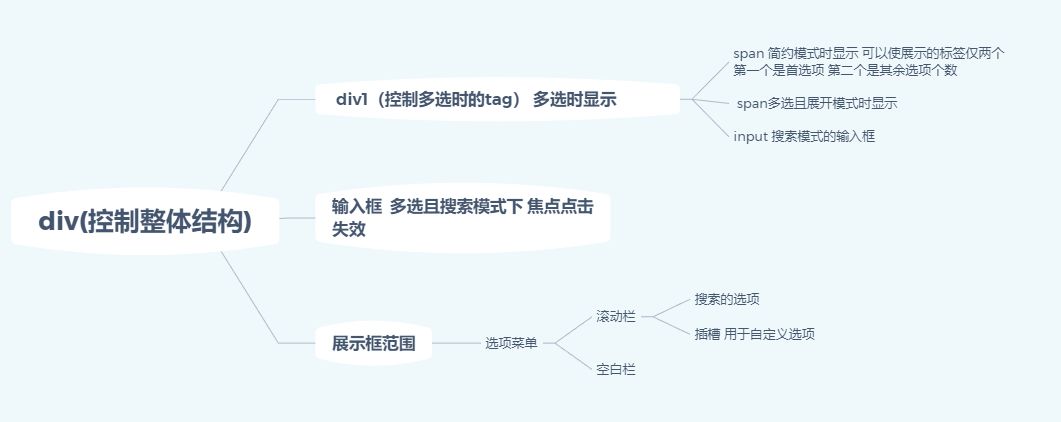 div(控制整体结构)
div1（控制多选时的tag） 多选时显示
span 简约模式时显示 可以使展示的标签仅两个
第一个是首选项 第二个是其余选项个数
span多选且展开模式时显示
input 搜索模式的输入框
输入框 多选且搜索模式下 焦点点击
失效
展示框范围
选项菜单
滚动栏
搜索的选项
插槽 用于自定义选项
空白栏